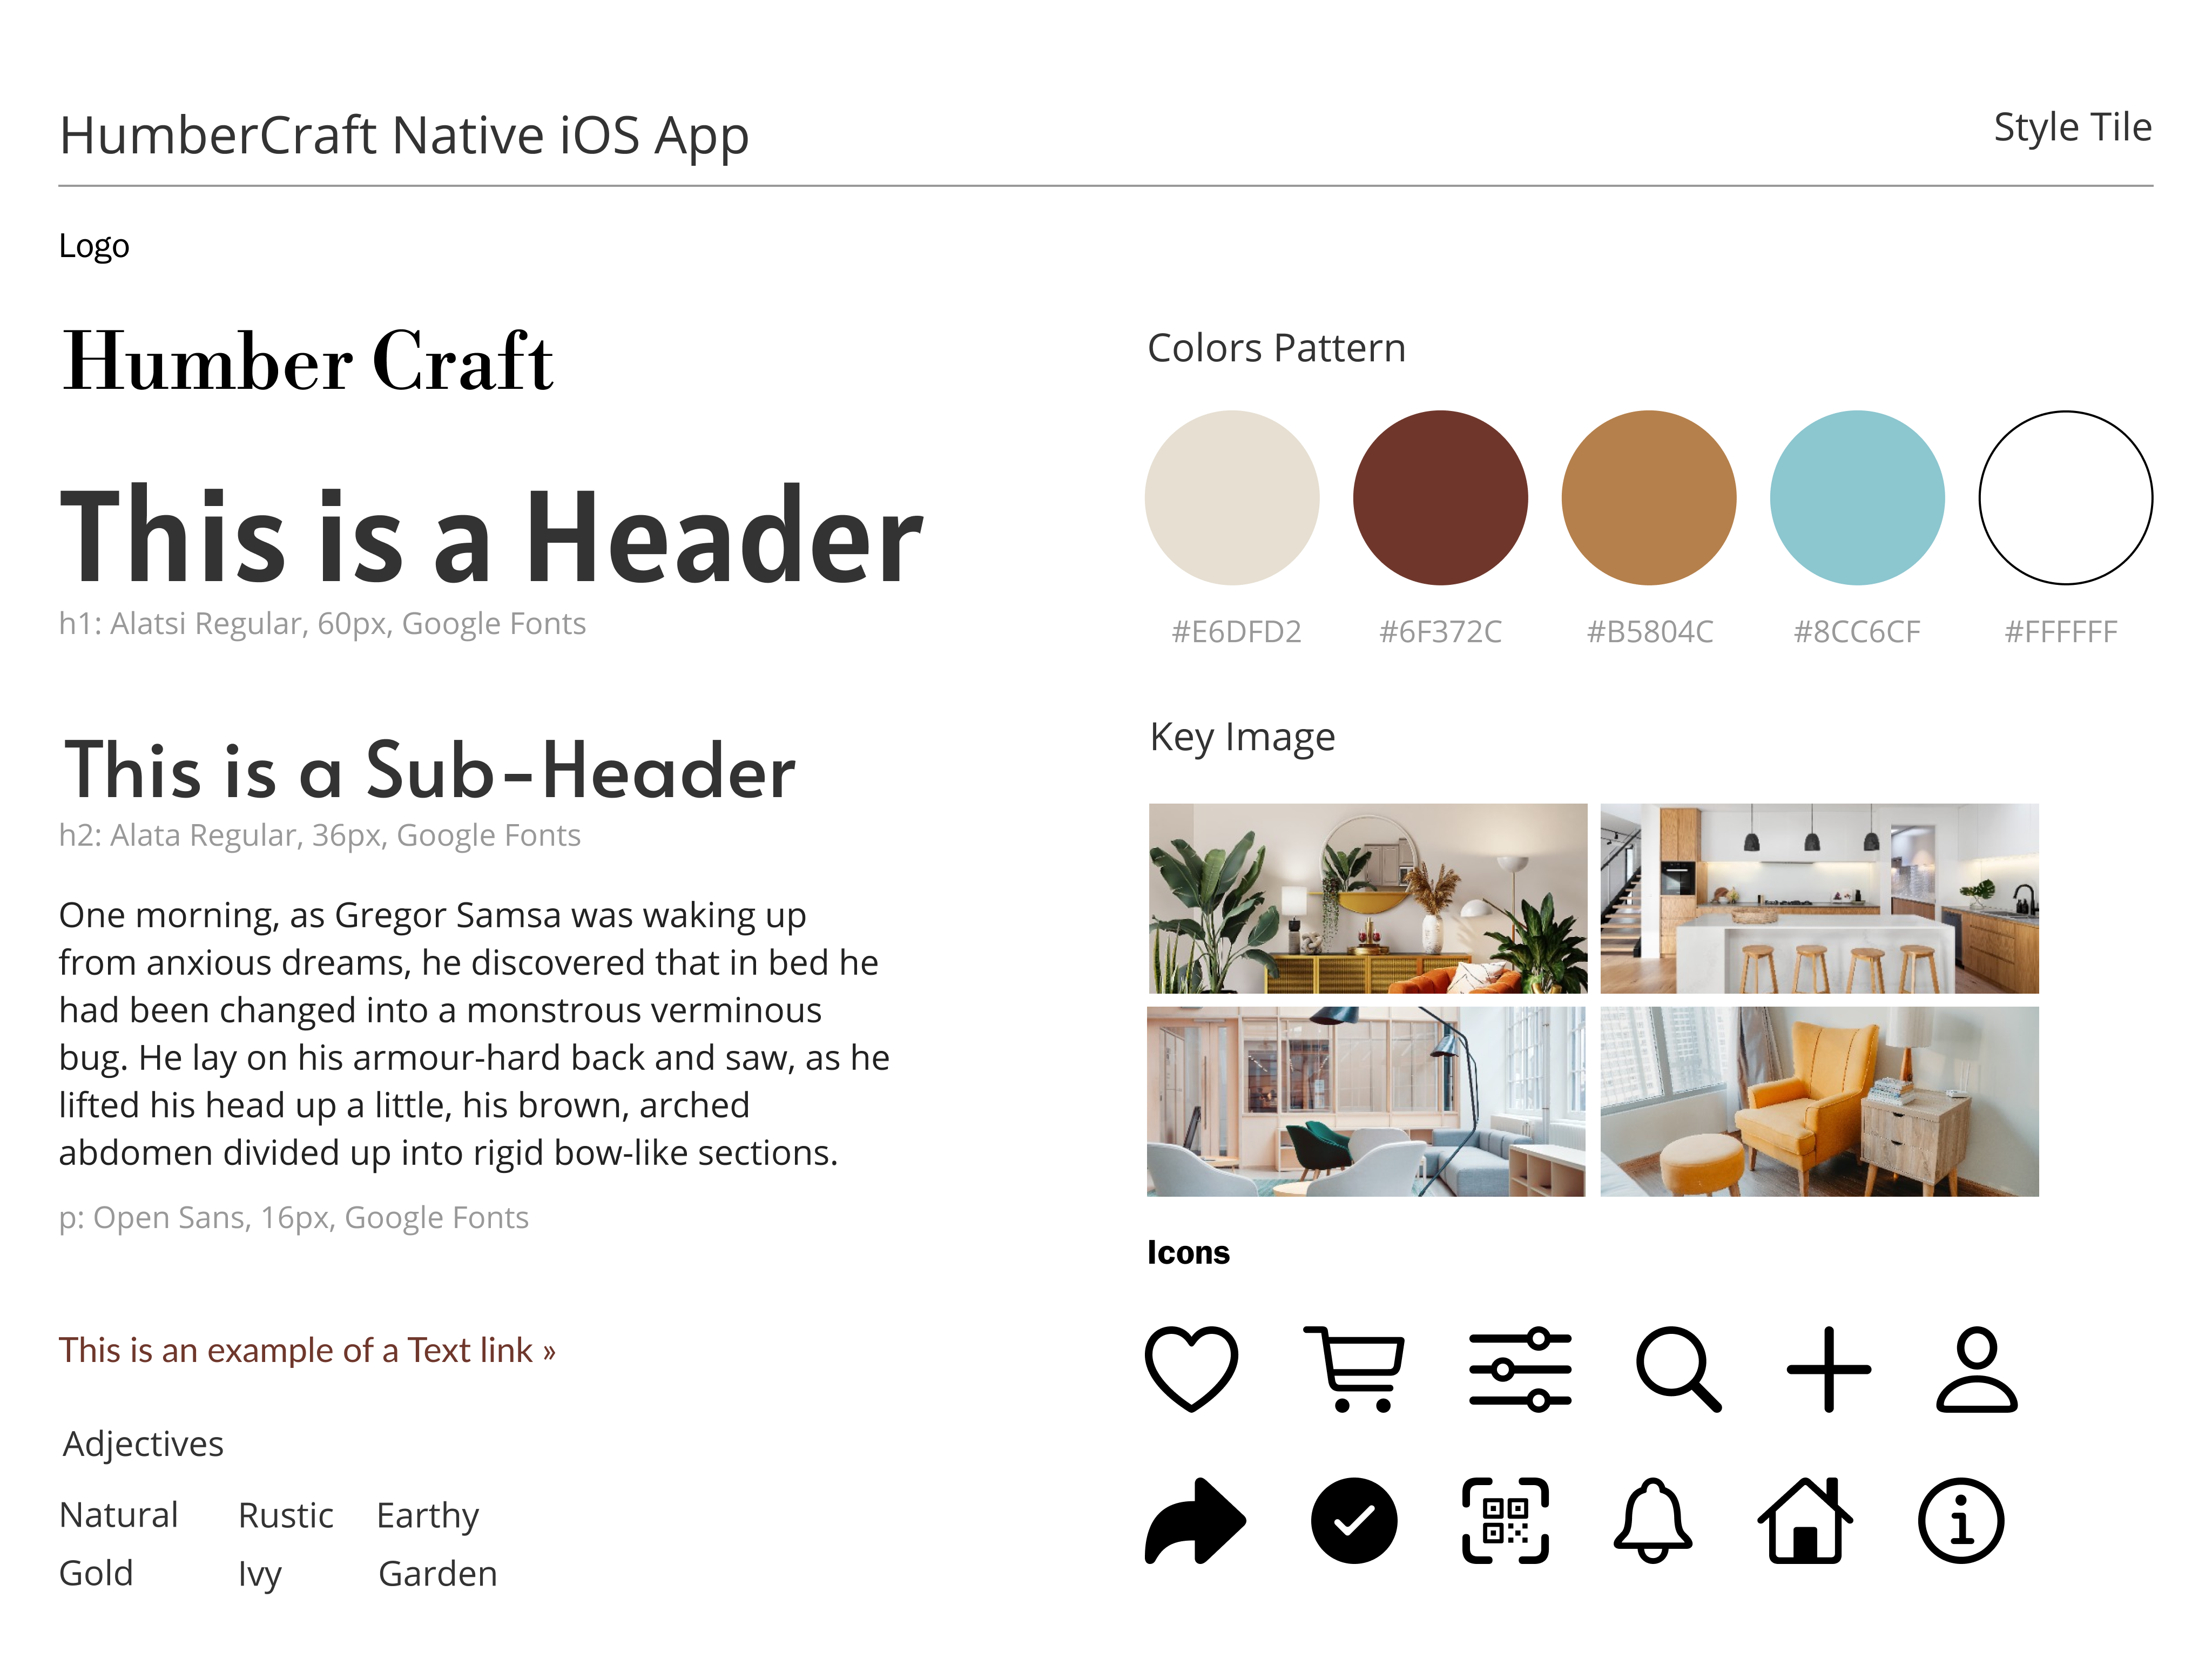 HumberCraft Native iOS App
Style Tile
Logo
Humber Craft
This is a Header
h1: Alatsi Regular, 60px, Google Fonts
This is a Sub-Header
h2: Alata Regular, 36px, Google Fonts
One morning, as Gregor Samsa was waking up
from anxious dreams, he discovered that in bed he
had been changed into a monstrous verminous
bug. He lay on his armour-hard back and saw, as he
lifted his head up a little, his brown, arched
abdomen divided up into rigid bow-like sections.
p: Open Sans, 16px, Google Fonts
This is an example of a Text link »
Adjectives
Natural Rustic Earthy
Gold Ivy Garden
Colors Pattern
#E6DFD2 #6F372C #B5804C #8CC6CF #FFFFFF
Key Image
Icons